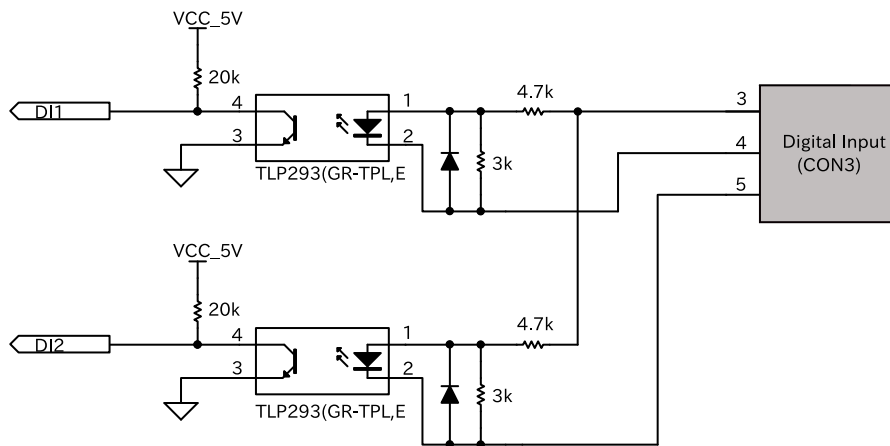 VCC_5V
20k
DI1
4
3
1
2
4.7k
3k
TLP293(GR-TPL,E
3
4
5
Digital Input
(CON3)
VCC_5V
20k
DI2
4
3
1
2
4.7k
3k
TLP293(GR-TPL,E